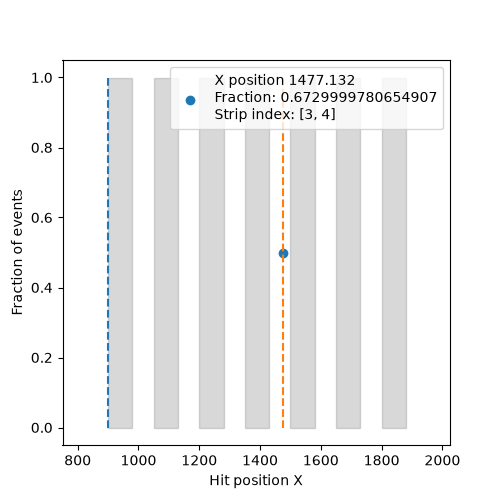 X position 1477.132
Fraction: 0.6729999780654907
Strip index: [3, 4]
1.0
0.8
0.6
0.4
0.2
0.0
Fraction of events
800 1000 1200 1400 1600 1800 2000
Hit position X